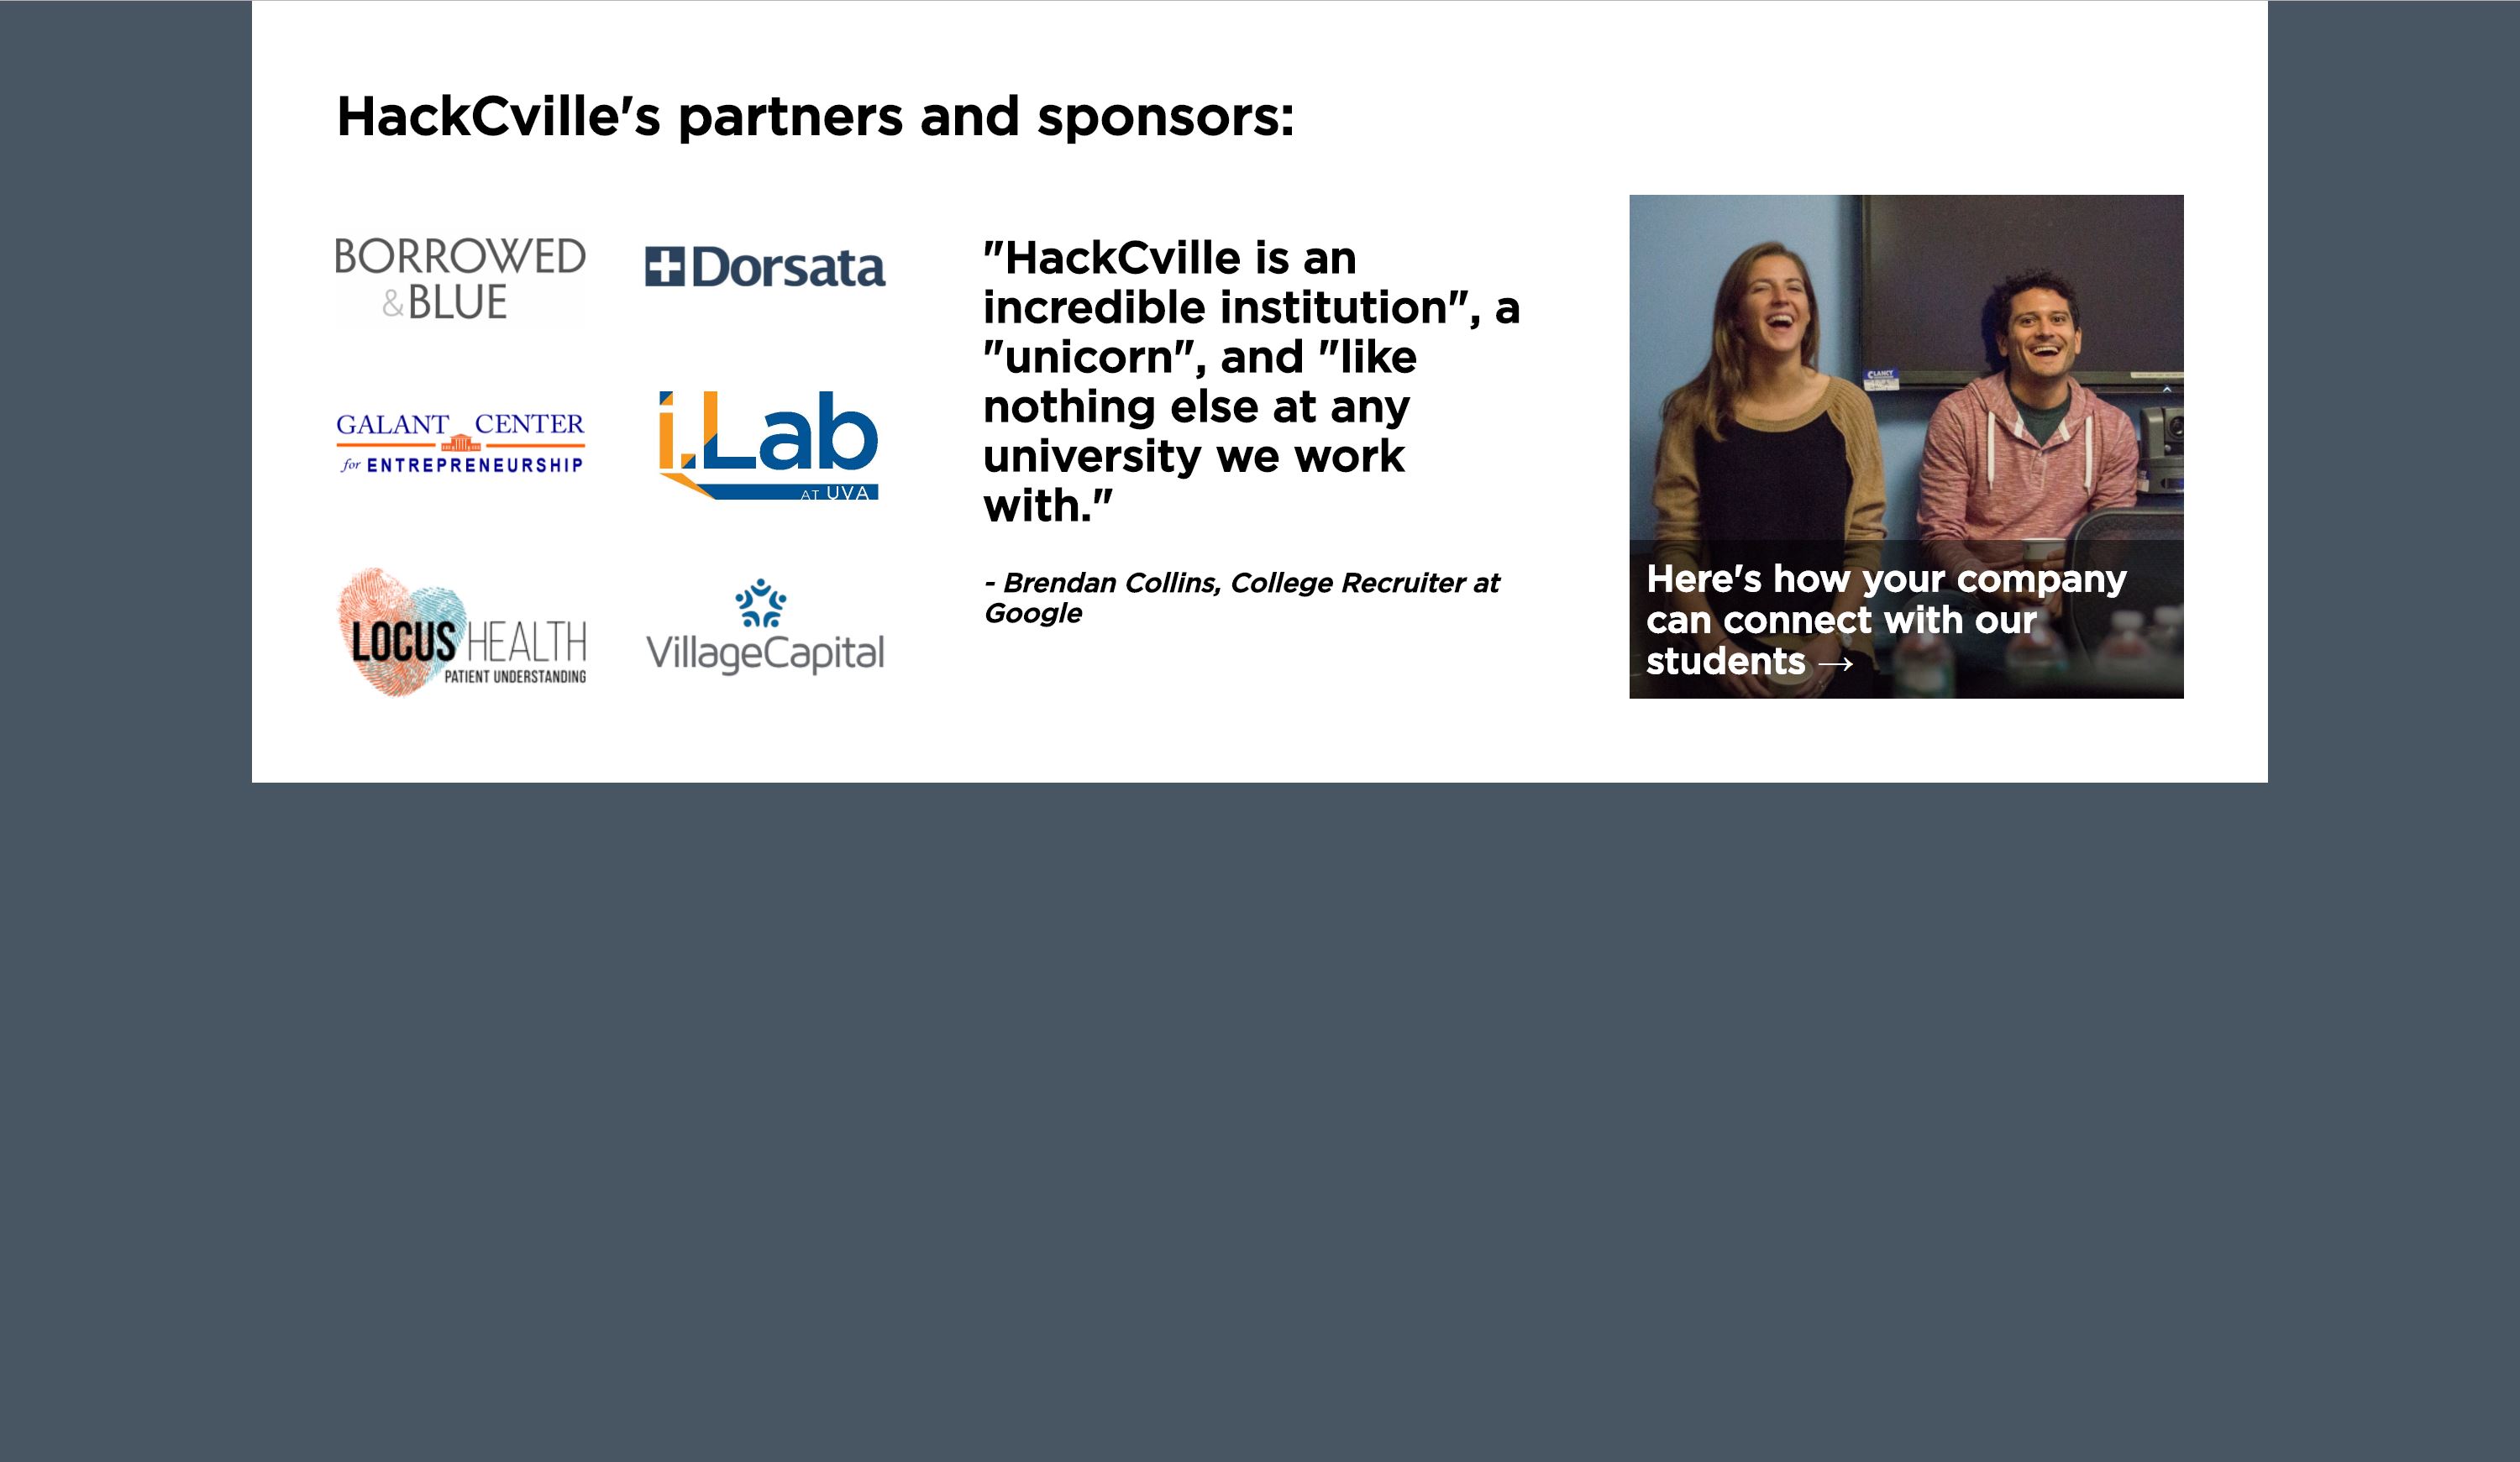 HackCville's partners and sponsors:
BORROWED
&BLUE
Dorsata
GALANT CENTER
for ENTREPRENEURSHIP
i.Lab
AT UVA
LOCUS HEALTH
PATIENT UNDERSTANDING
VillageCapital
"HackCville is an
incredible institution", a
"unicorn", and "like
nothing else at any
university we work
with."
- Brendan Collins, College Recruiter at
Google
CLANCY
Here's how your company
can connect with our
students →